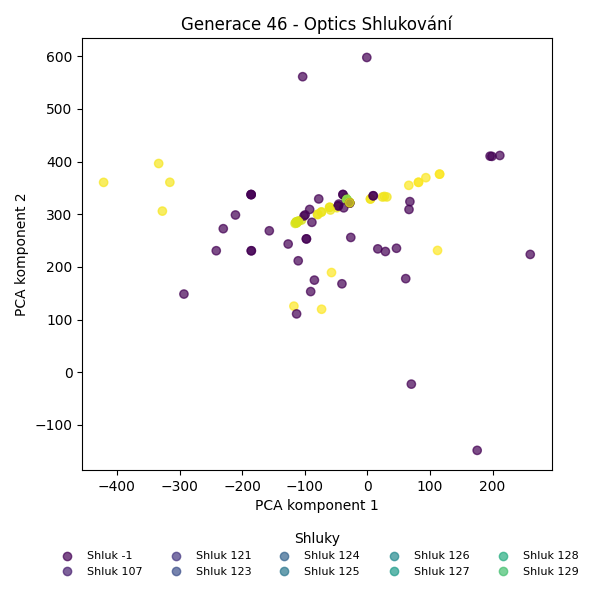 Generace 46 - Optics Shlukování
600
500
400
300
200
100
0
−100
−400
−300
−200
−100
0
100
200
PCA komponent 2
PCA komponent 1
Shluky
Shluk -1
Shluk 121
Shluk 124
Shluk 126
Shluk 128
Shluk 107
Shluk 123
Shluk 125
Shluk 127
Shluk 129